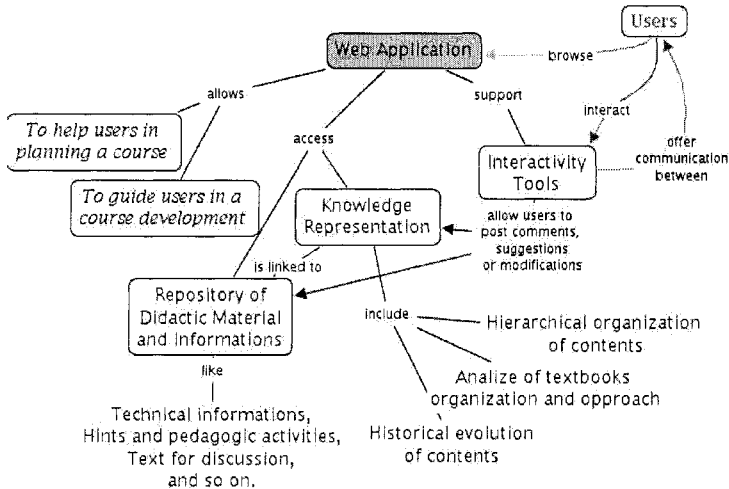 Users
Web Application
browse
allows
support
interact
To help users in
planning a course
access
offer
communication
between
Interactivity
Tools
To guide users in a
course development
Knowledge
Representation
allow users to
post comments,
suggestions
or modifications
is linked to
Repository of
Didactic Material
and Informations
include
Hierarchical organization
of contents
like
Analize of textbooks
organization and opproach
Technical informations,
Hints and pedagogic activities,
Text for discussion,
and so on.
Historical evolution
of contents